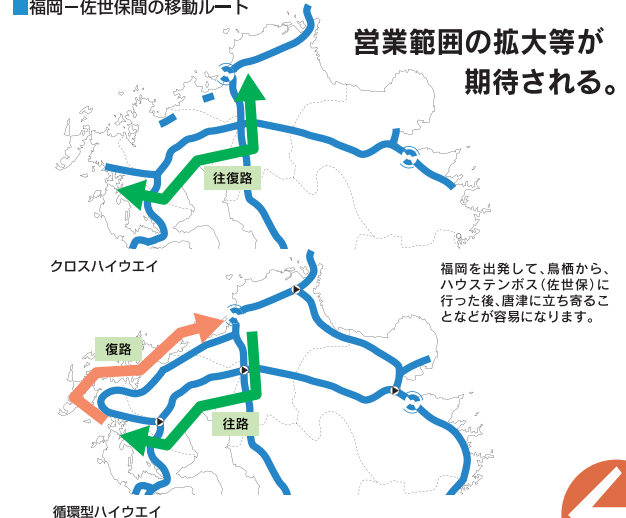 ■福岡－佐世保間の移動ルート
営業範囲の拡大等が
期待される。
往復路
クロスハイウエイ
福岡を出発して、鳥栖から、
ハウステンボス（佐世保）に
行った後、唐津に立ち寄るこ
となどが容易になります。
復路
往路
循環型ハイウエイ